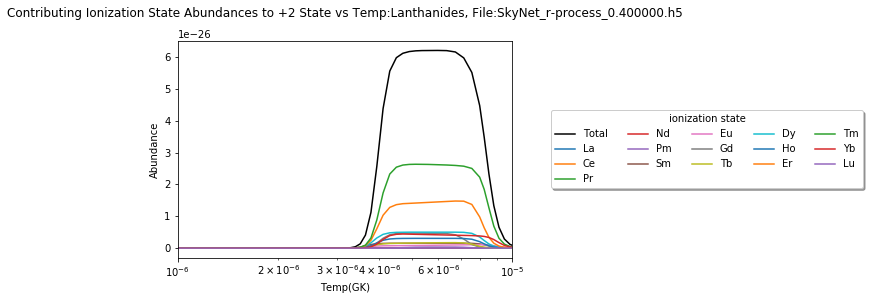 Contributing Ionization State Abundances to +2 State vs Temp:Lanthanides, File:SkyNet_r-process_0.400000.h5
1e−26
6
5
4
3
2
1
0
Abundance
10⁻⁶
2 × 10⁻⁶
3 × 10⁻⁶
4 × 10⁻⁶
6 × 10⁻⁶
10⁻⁵
Temp(GK)
ionization state
Total Nd Eu Dy Tm
La Pm Gd Ho Yb
Ce Sm Tb Er Lu
Pr